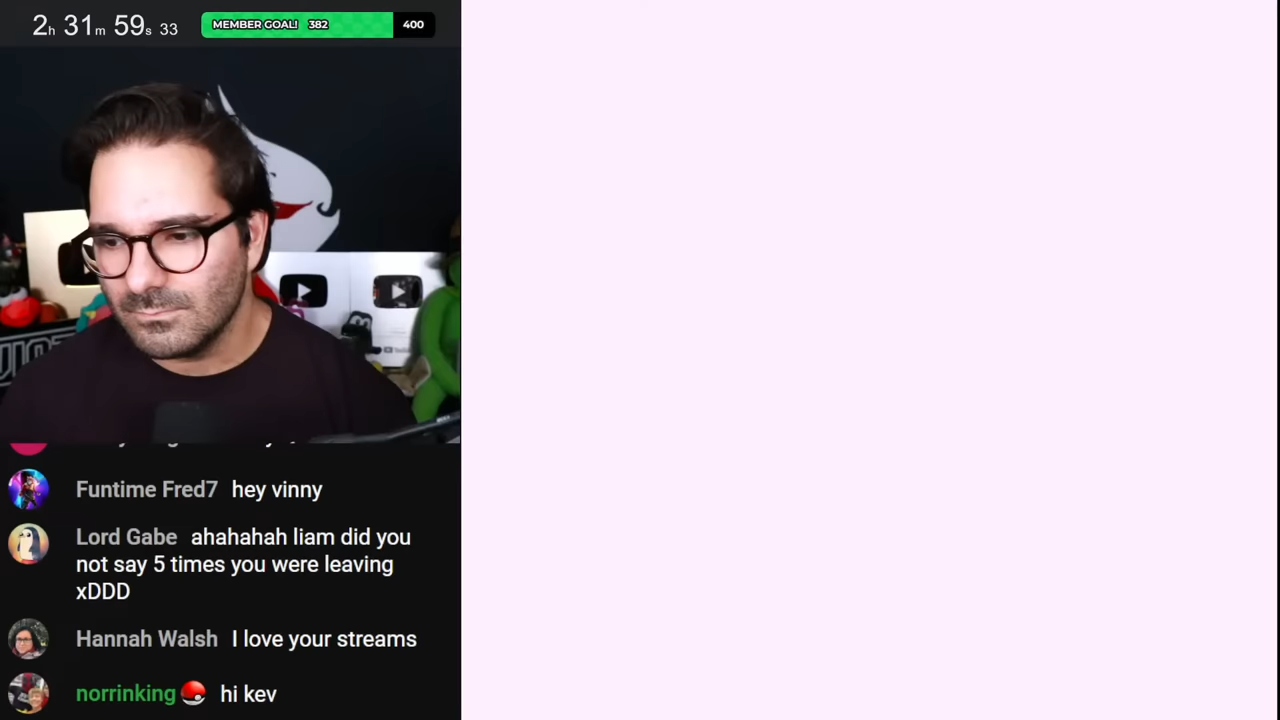 2h 31m 59s 33
MEMBER GOAL! 382 400
Funtime Fred7 hey vinny
Lord Gabe ahahahah liam did you
not say 5 times you were leaving
xDDD
Hannah Walsh I love your streams
norrinking hi kev